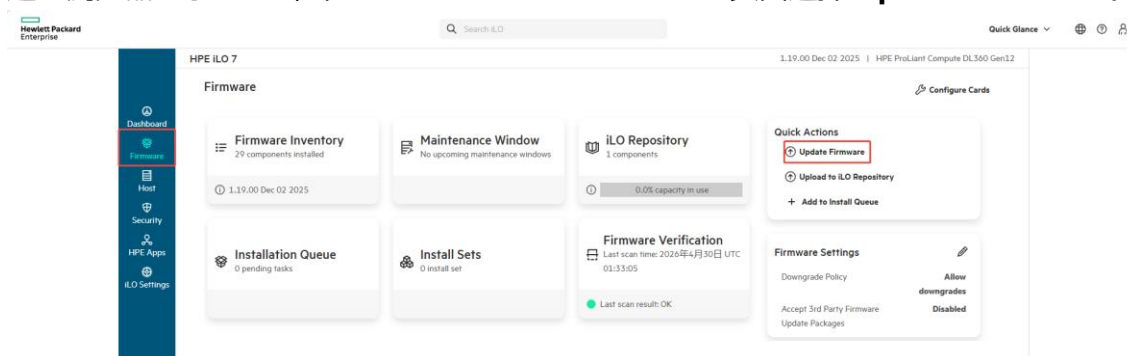 Hewlett Packard
Enterprise
Search iLO
Quick Glance
HPE iLO 7
1.19.00 Dec 02 2025 | HPE ProLiant Compute DL360 Gen12
Firmware
Configure Cards
Dashboard
Firmware
Host
Security
HPE Apps
iLO Settings
Firmware Inventory
29 components installed
1.19.00 Dec 02 2025
Maintenance Window
No upcoming maintenance windows
iLO Repository
1 components
0.0% capacity in use
Quick Actions
Update Firmware
Upload to iLO Repository
+ Add to Install Queue
Installation Queue
0 pending tasks
Install Sets
0 install set
Firmware Verification
Last scan time: 2026年4月30日 UTC
01:33:05
Last scan result: OK
Firmware Settings
Downgrade Policy
Allow
downgrades
Accept 3rd Party Firmware
Update Packages
Disabled